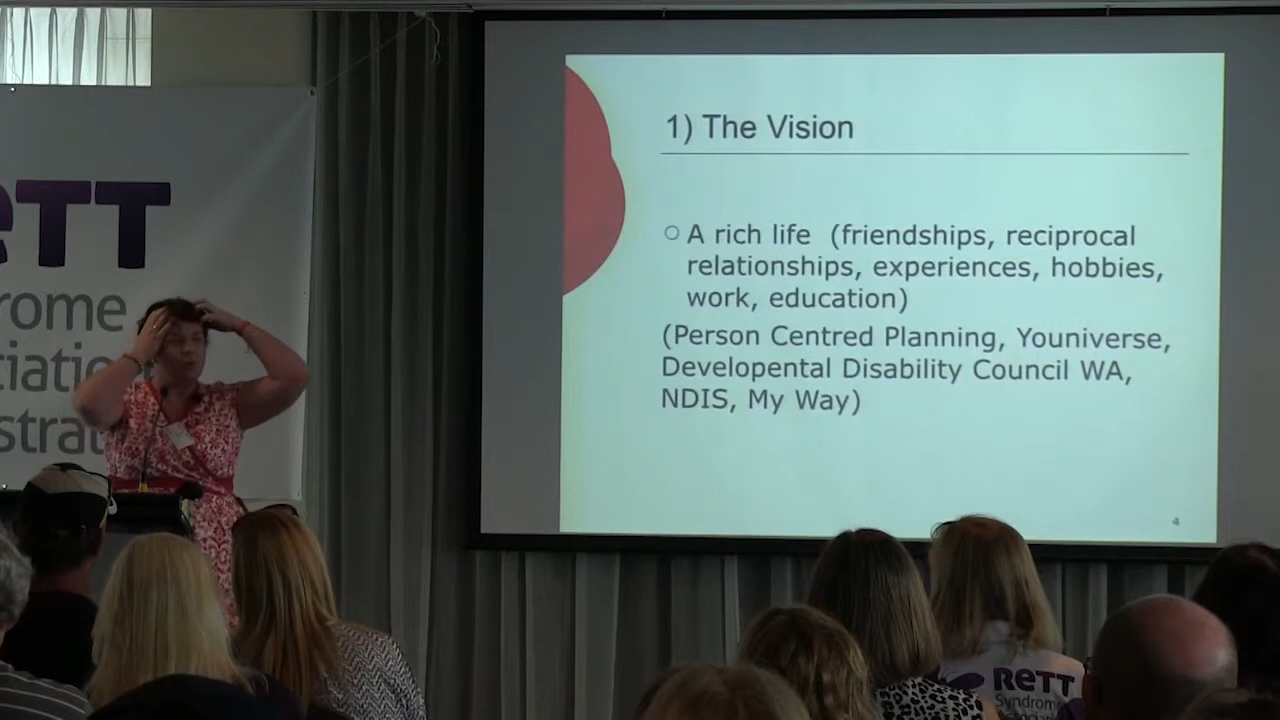 ReTT
rome
ciatio
strat
1) The Vision
A rich life (friendships, reciprocal
relationships, experiences, hobbies,
work, education)
(Person Centred Planning, Youniverse,
Developental Disability Council WA,
NDIS, My Way)
4
ReTT
Syndrome